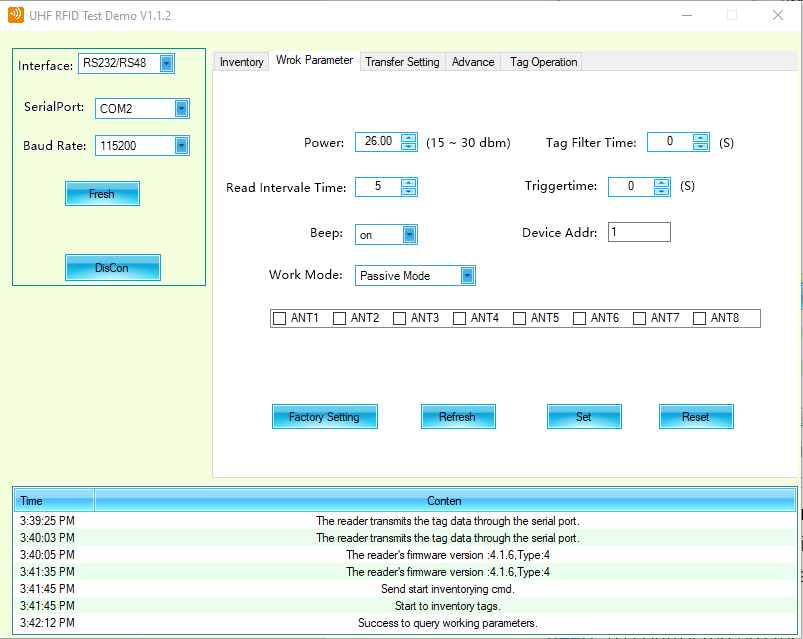 UHF RFID Test Demo V1.1.2
Interface: RS232/RS48
SerialPort: COM2
Baud Rate: 115200
Fresh
DisCon
Inventory Wrok Parameter Transfer Setting Advance Tag Operation
Power: 26.00 (15 ~ 30 dbm) Tag Filter Time: 0 (S)
Read Intervale Time: 5 Triggertime: 0 (S)
Beep: on Device Addr: 1
Work Mode: Passive Mode
ANT1 ANT2 ANT3 ANT4 ANT5 ANT6 ANT7 ANT8
Factory Setting Refresh Set Reset
Time Conten
3:39:25 PM The reader transmits the tag data through the serial port.
3:40:03 PM The reader transmits the tag data through the serial port.
3:40:05 PM The reader's firmware version :4.1.6,Type:4
3:41:35 PM The reader's firmware version :4.1.6,Type:4
3:41:45 PM Send start inventorying cmd.
3:41:45 PM Start to inventory tags.
3:42:12 PM Success to query working parameters.